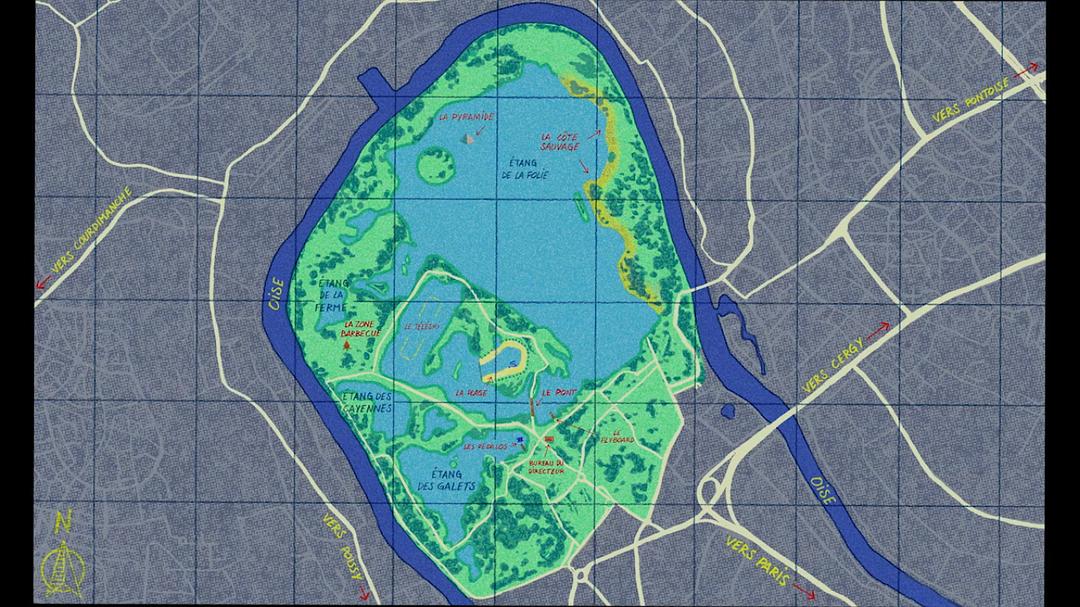 VERS PONTOISE
LA PYRAMIDE
LA CÔTE
SAUVAGE
ÉTANG
DE LA FOLIE
VERS COURDIMANCHE
OISE
ÉTANG
DE LA
FERME
LA ZONE
BARBECUE
LE TÉLÉSKI
VERS CERGY
LA PLAGE
LE PONT
ÉTANG DES
CAYENNES
LE
FLYBOARD
LES PÉDALOS
BUREAU DU
DIRECTEUR
ÉTANG
DES GALETS
OISE
N
VERS POISSY
VERS PARIS